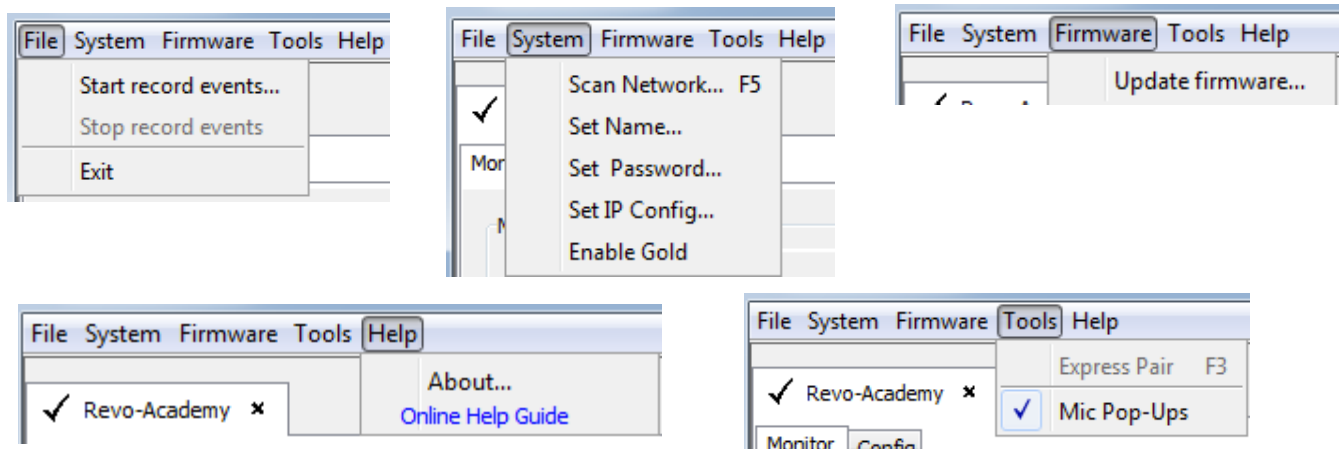 File System Firmware Tools Help
Start record events...
Stop record events
Exit
File System Firmware Tools Help
Scan Network... F5
Set Name...
Set Password...
Set IP Config...
Enable Gold
Mor
File System Firmware Tools Help
Update firmware...
File System Firmware Tools Help
About...
Online Help Guide
Revo-Academy
File System Firmware Tools Help
Express Pair F3
Mic Pop-Ups
Revo-Academy
Monitor Config